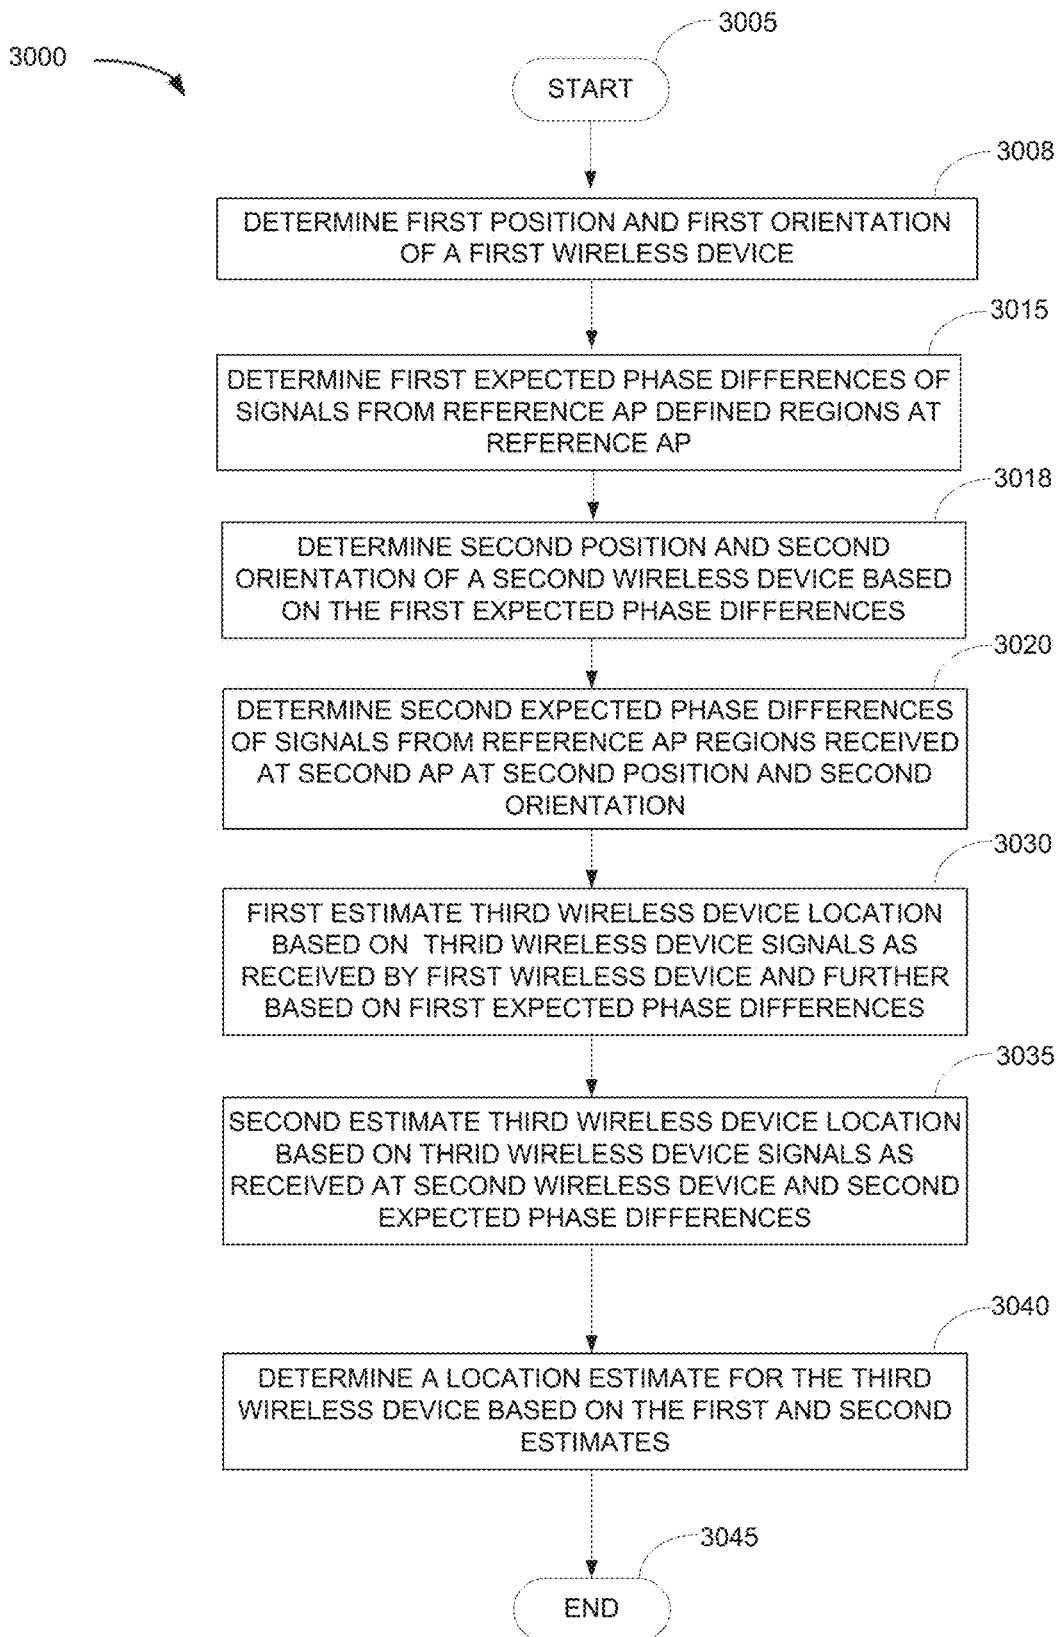 3005
3000
START
3008
DETERMINE FIRST POSITION AND FIRST ORIENTATION
OF A FIRST WIRELESS DEVICE
3015
DETERMINE FIRST EXPECTED PHASE DIFFERENCES OF
SIGNALS FROM REFERENCE AP DEFINED REGIONS AT
REFERENCE AP
3018
DETERMINE SECOND POSITION AND SECOND
ORIENTATION OF A SECOND WIRELESS DEVICE BASED
ON THE FIRST EXPECTED PHASE DIFFERENCES
3020
DETERMINE SECOND EXPECTED PHASE DIFFERENCES
OF SIGNALS FROM REFERENCE AP REGIONS RECEIVED
AT SECOND AP AT SECOND POSITION AND SECOND
ORIENTATION
3030
FIRST ESTIMATE THIRD WIRELESS DEVICE LOCATION
BASED ON THRID WIRELESS DEVICE SIGNALS AS
RECEIVED BY FIRST WIRELESS DEVICE AND FURTHER
BASED ON FIRST EXPECTED PHASE DIFFERENCES
3035
SECOND ESTIMATE THIRD WIRELESS DEVICE LOCATION
BASED ON THRID WIRELESS DEVICE SIGNALS AS
RECEIVED AT SECOND WIRELESS DEVICE AND SECOND
EXPECTED PHASE DIFFERENCES
3040
DETERMINE A LOCATION ESTIMATE FOR THE THIRD
WIRELESS DEVICE BASED ON THE FIRST AND SECOND
ESTIMATES
3045
END